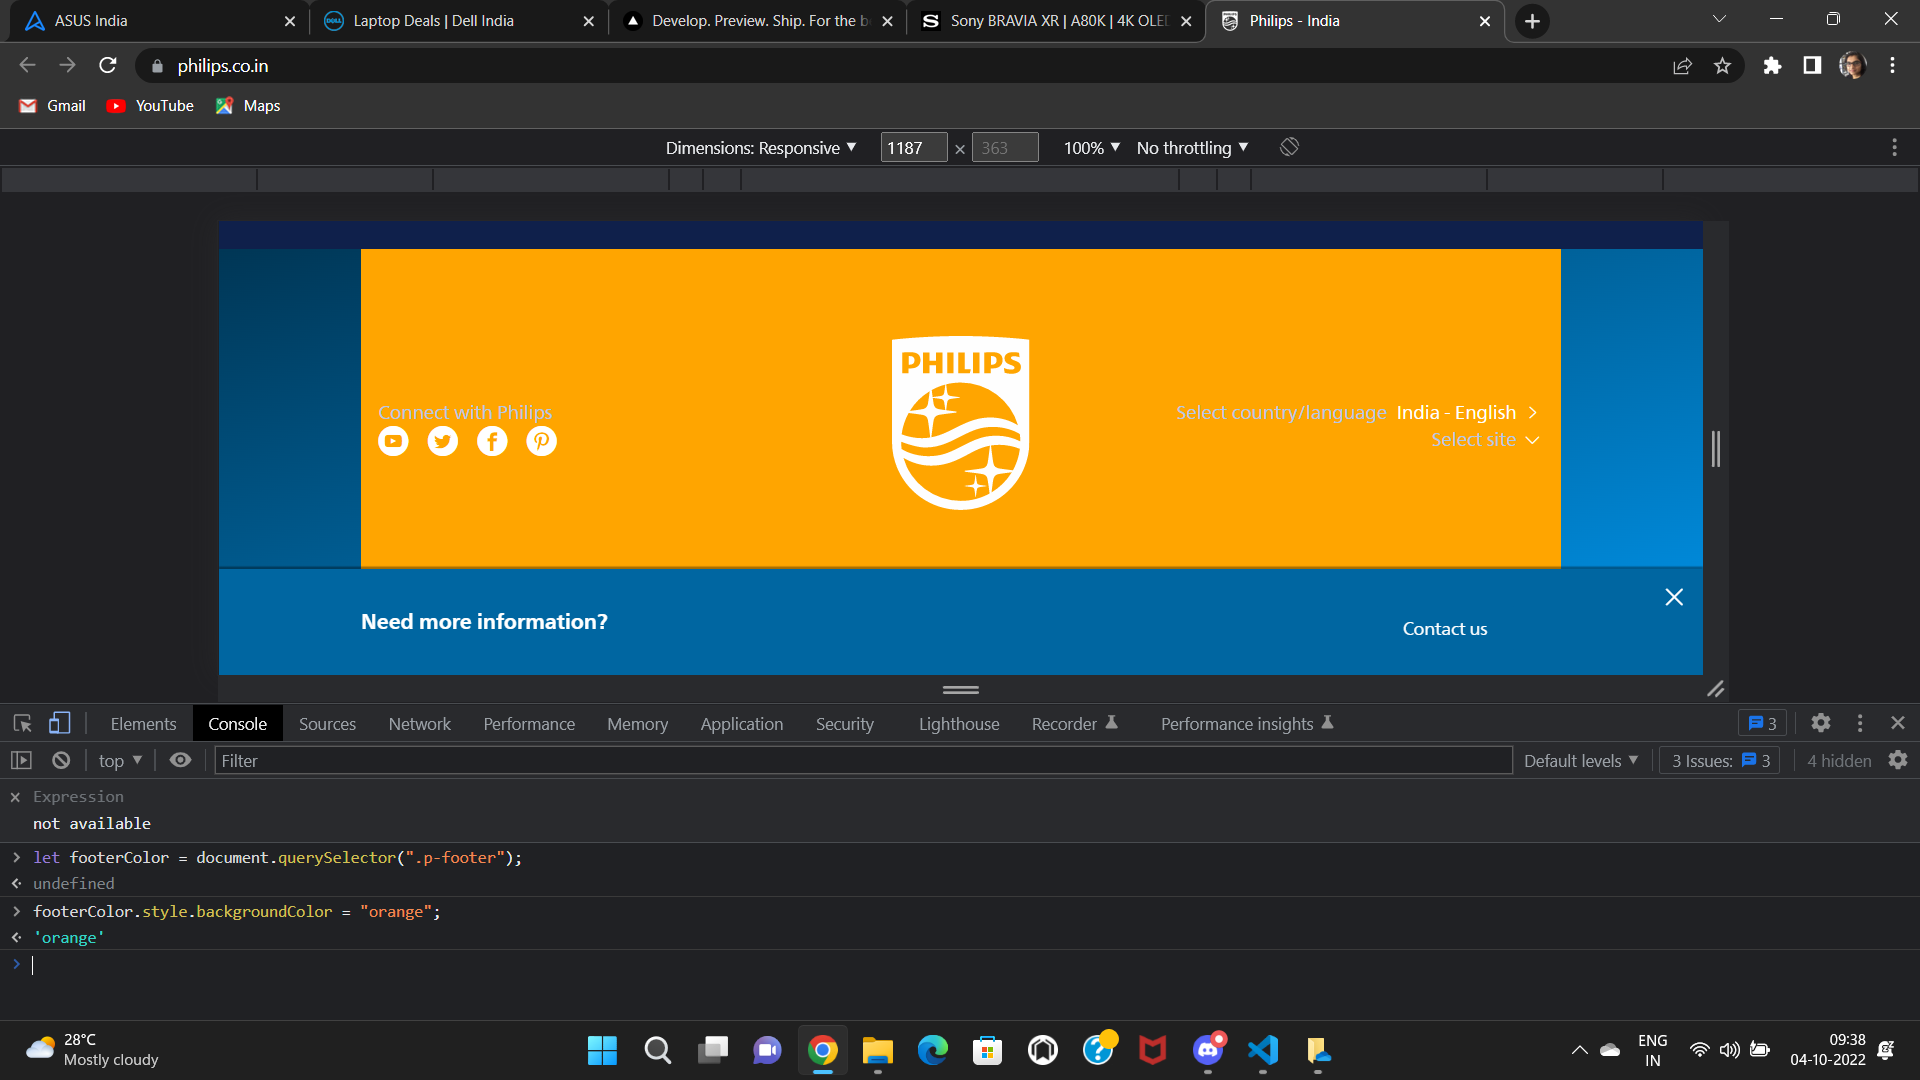 ASUS India
Laptop Deals | Dell India
Develop. Preview. Ship. For the be
Sony BRAVIA XR | A80K | 4K OLED
Philips - India
philips.co.in
Gmail
YouTube
Maps
Dimensions: Responsive
1187 × 363
100%
No throttling
PHILIPS
Connect with Philips
Select country/language India - English
Select site
Need more information?
Contact us
Elements
Console
Sources
Network
Performance
Memory
Application
Security
Lighthouse
Recorder
Performance insights
3
top
Filter
Default levels
3 Issues: 3
4 hidden
Expression
not available
let footerColor = document.querySelector(".p-footer");
undefined
footerColor.style.backgroundColor = "orange";
'orange'
28°C
Mostly cloudy
ENG
IN
09:38
04-10-2022